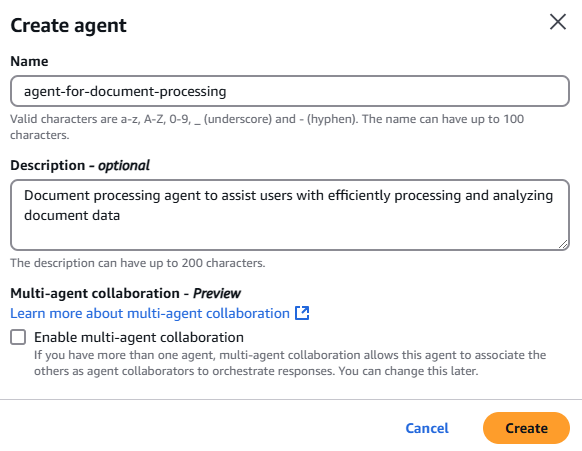 Create agent
Name
agent-for-document-processing
Valid characters are a-z, A-Z, 0-9, _ (underscore) and - (hyphen). The name can have up to 100
characters.
Description - optional
Document processing agent to assist users with efficiently processing and analyzing
document data
The description can have up to 200 characters.
Multi-agent collaboration - Preview
Learn more about multi-agent collaboration
Enable multi-agent collaboration
If you have more than one agent, multi-agent collaboration allows this agent to associate the
others as agent collaborators to orchestrate responses. You can change this later.
Cancel
Create